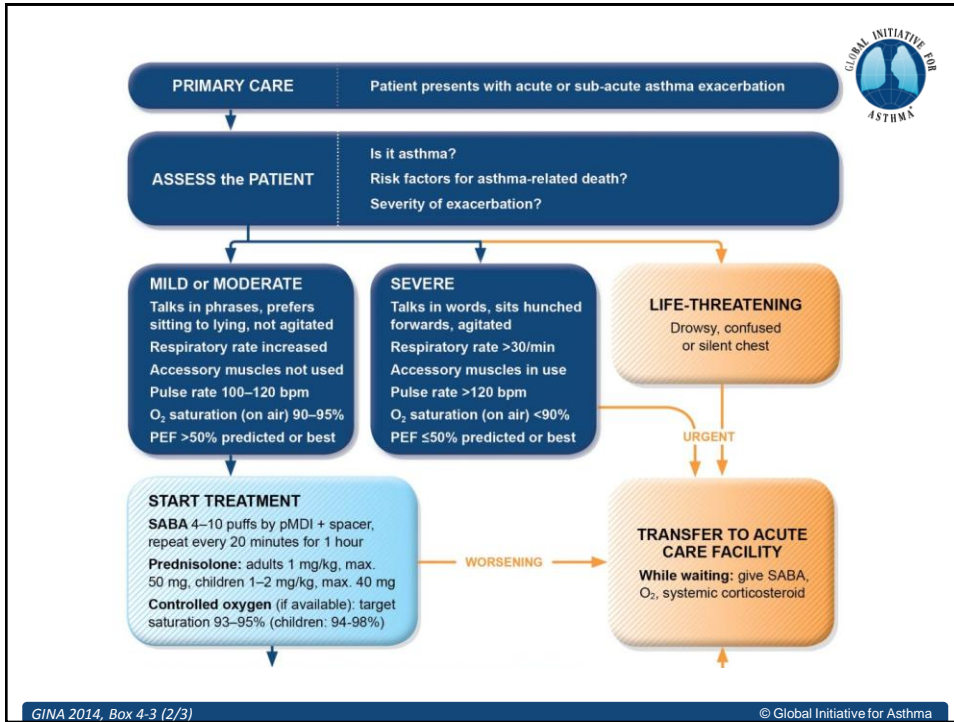 GLOBAL INITIATIVE FOR
ASTHMA
PRIMARY CARE
Patient presents with acute or sub-acute asthma exacerbation
ASSESS the PATIENT
Is it asthma?
Risk factors for asthma-related death?
Severity of exacerbation?
MILD or MODERATE
Talks in phrases, prefers
sitting to lying, not agitated
Respiratory rate increased
Accessory muscles not used
Pulse rate 100–120 bpm
O₂ saturation (on air) 90–95%
PEF >50% predicted or best
SEVERE
Talks in words, sits hunched
forwards, agitated
Respiratory rate >30/min
Accessory muscles in use
Pulse rate >120 bpm
O₂ saturation (on air) <90%
PEF ≤50% predicted or best
LIFE-THREATENING
Drowsy, confused
or silent chest
URGENT
START TREATMENT
SABA 4–10 puffs by pMDI + spacer,
repeat every 20 minutes for 1 hour
Prednisolone: adults 1 mg/kg, max.
50 mg, children 1–2 mg/kg, max. 40 mg
Controlled oxygen (if available): target
saturation 93–95% (children: 94-98%)
WORSENING
TRANSFER TO ACUTE
CARE FACILITY
While waiting: give SABA,
O₂, systemic corticosteroid
GINA 2014, Box 4-3 (2/3)
© Global Initiative for Asthma